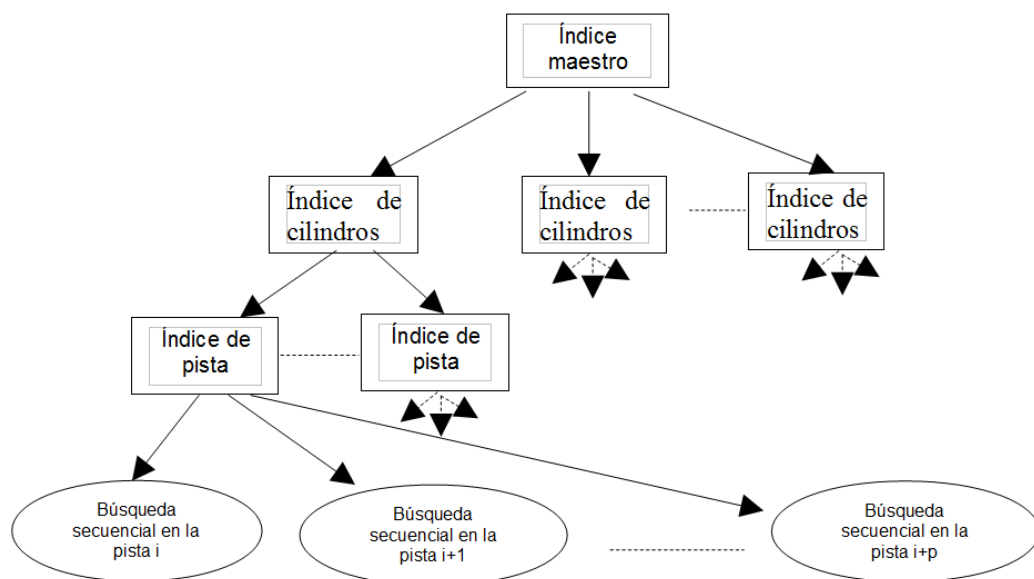 Índice
maestro
Índice de
cilindros
Índice de
cilindros
Índice de
cilindros
Índice de
pista
Índice de
pista
Búsqueda
secuencial en la
pista i
Búsqueda
secuencial en la
pista i+1
Búsqueda
secuencial en la
pista i+p